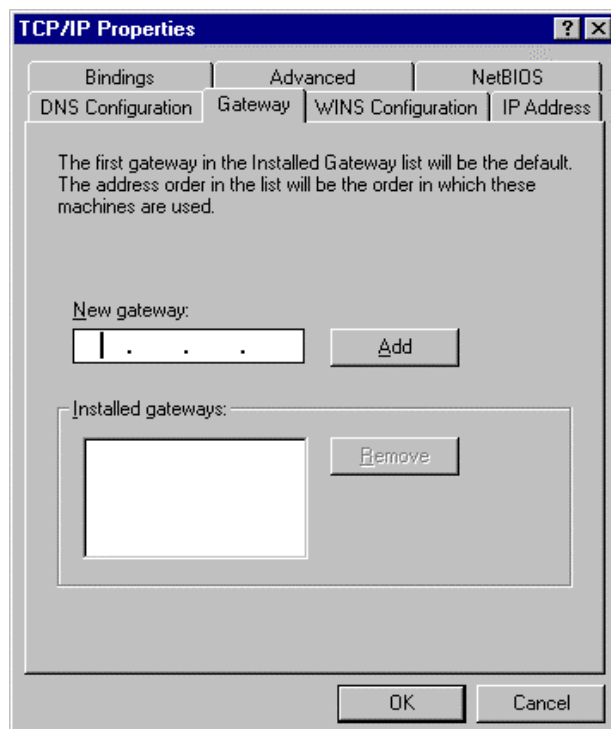 TCP/IP Properties
Bindings Advanced NetBIOS
DNS Configuration Gateway WINS Configuration IP Address
The first gateway in the Installed Gateway list will be the default.
The address order in the list will be the order in which these
machines are used.
New gateway:
. . .
Add
Installed gateways:
Remove
OK Cancel